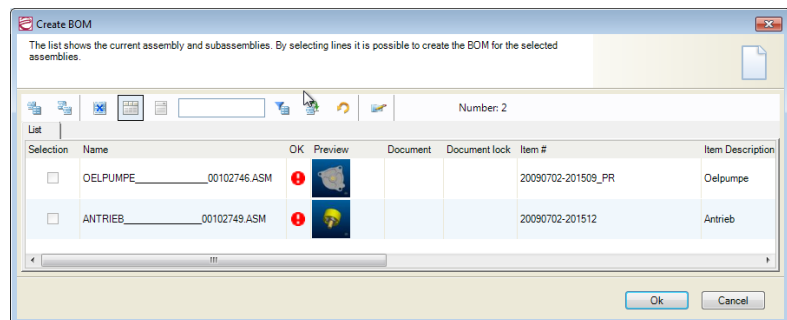 Create BOM
The list shows the current assembly and subassemblies. By selecting lines it is possible to create the BOM for the selected
assemblies.
Number: 2
List
Selection Name OK Preview Document Document lock Item # Item Description
OELPUMPE______________00102746.ASM 20090702-201509_PR Oelpumpe
ANTRIEB_______________00102749.ASM 20090702-201512 Antrieb
Ok Cancel